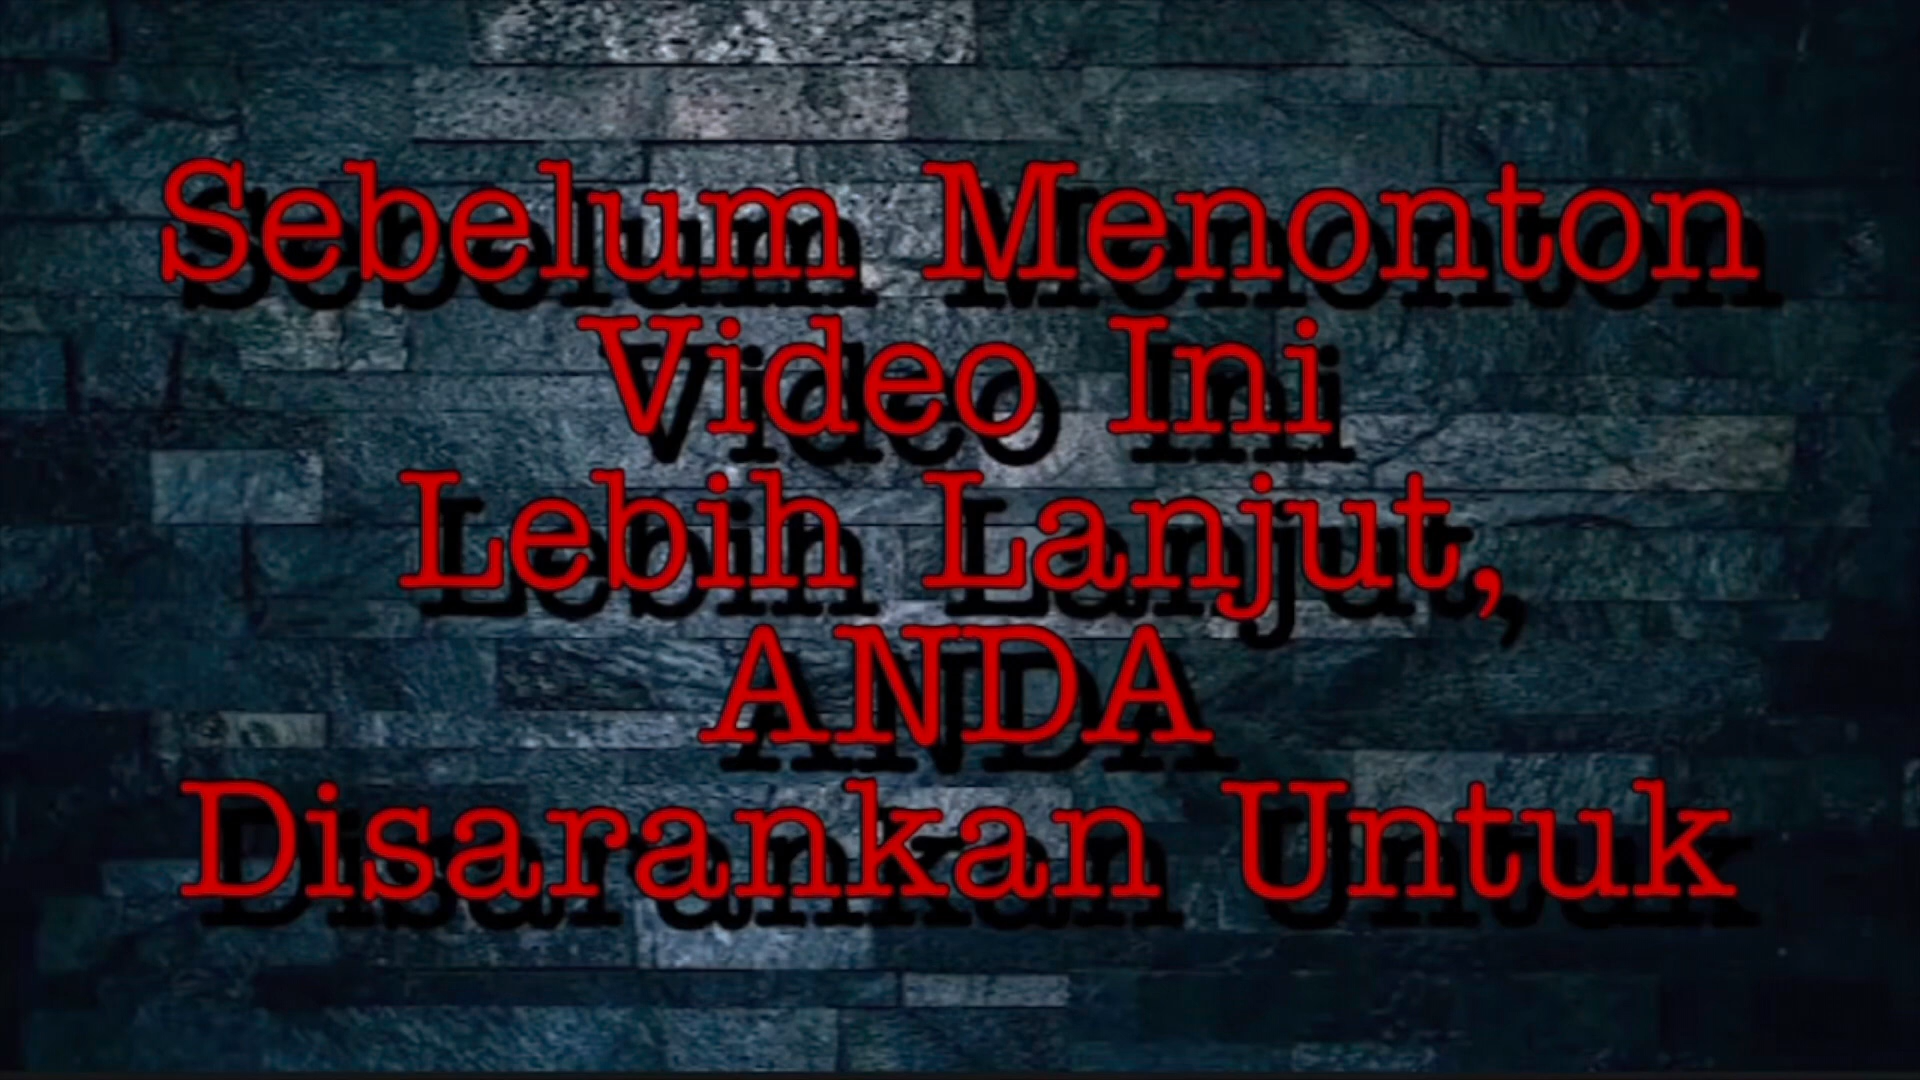 Sebelum Menonton
Video Ini
Lebih Lanjut,
ANDA
Disarankan Untuk